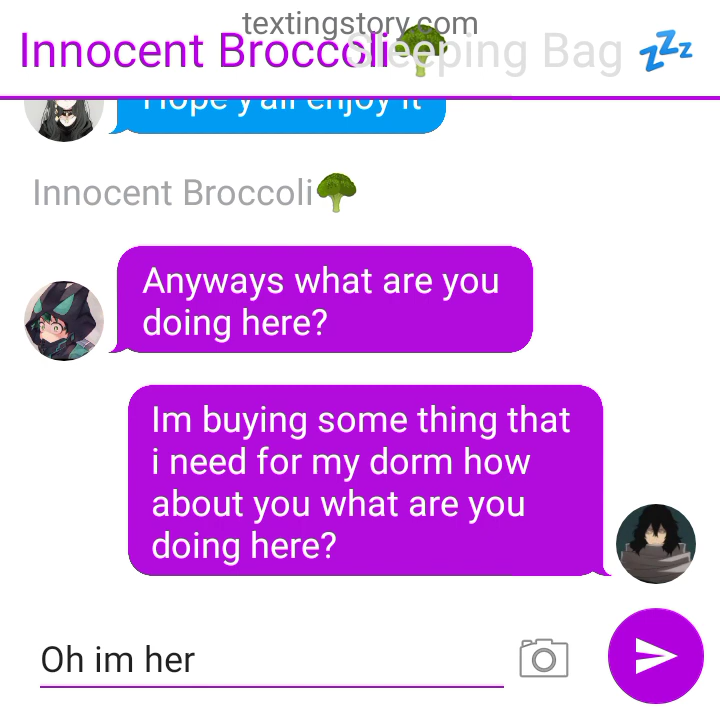 textingstory.com
Innocent Broccoli Sleeping Bag
Hope y'all enjoy it
Innocent Broccoli
Anyways what are you
doing here?
Im buying some thing that
i need for my dorm how
about you what are you
doing here?
Oh im her